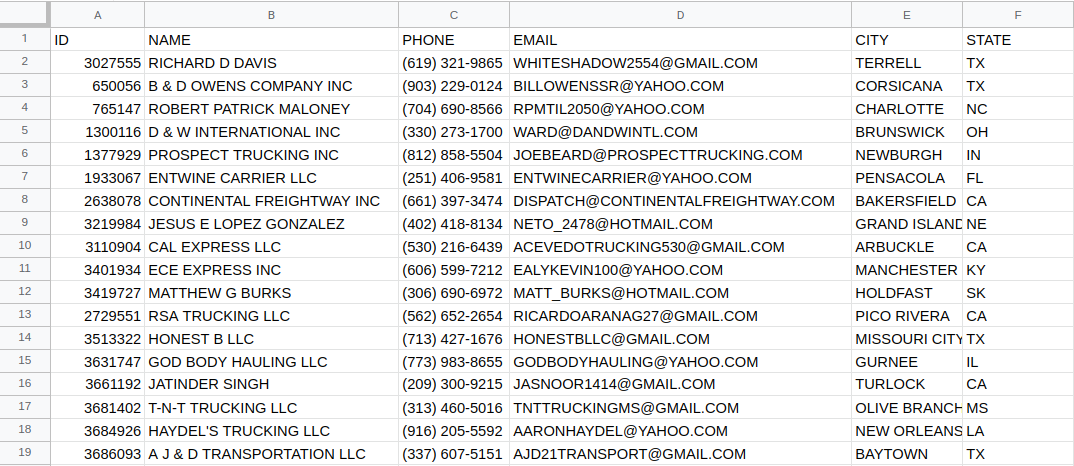 A B C D E F
1 ID NAME PHONE EMAIL CITY STATE
2 3027555 RICHARD D DAVIS (619) 321-9865 WHITESHADOW2554@GMAIL.COM TERRELL TX
3 650056 B & D OWENS COMPANY INC (903) 229-0124 BILLOWENSSR@YAHOO.COM CORSICANA TX
4 765147 ROBERT PATRICK MALONEY (704) 690-8566 RPMTIL2050@YAHOO.COM CHARLOTTE NC
5 1300116 D & W INTERNATIONAL INC (330) 273-1700 WARD@DANDWINTL.COM BRUNSWICK OH
6 1377929 PROSPECT TRUCKING INC (812) 858-5504 JOEBEARD@PROSPECTTRUCKING.COM NEWBURGH IN
7 1933067 ENTWINE CARRIER LLC (251) 406-9581 ENTWINECARRIER@YAHOO.COM PENSACOLA FL
8 2638078 CONTINENTAL FREIGHTWAY INC (661) 397-3474 DISPATCH@CONTINENTALFREIGHTWAY.COM BAKERSFIELD CA
9 3219984 JESUS E LOPEZ GONZALEZ (402) 418-8134 NETO_2478@HOTMAIL.COM GRAND ISLAND NE
10 3110904 CAL EXPRESS LLC (530) 216-6439 ACEVEDOTRUCKING530@GMAIL.COM ARBUCKLE CA
11 3401934 ECE EXPRESS INC (606) 599-7212 EALYKEVIN100@YAHOO.COM MANCHESTER KY
12 3419727 MATTHEW G BURKS (306) 690-6972 MATT_BURKS@HOTMAIL.COM HOLDFAST SK
13 2729551 RSA TRUCKING LLC (562) 652-2654 RICARDOARANAG27@GMAIL.COM PICO RIVERA CA
14 3513322 HONEST B LLC (713) 427-1676 HONESTBLLC@GMAIL.COM MISSOURI CITY TX
15 3631747 GOD BODY HAULING LLC (773) 983-8655 GODBODYHAULING@YAHOO.COM GURNEE IL
16 3661192 JATINDER SINGH (209) 300-9215 JASNOOR1414@GMAIL.COM TURLOCK CA
17 3681402 T-N-T TRUCKING LLC (313) 460-5016 TNTTRUCKINGMS@GMAIL.COM OLIVE BRANCH MS
18 3684926 HAYDEL'S TRUCKING LLC (916) 205-5592 AARONHAYDEL@YAHOO.COM NEW ORLEANS LA
19 3686093 A J & D TRANSPORTATION LLC (337) 607-5151 AJD21TRANSPORT@GMAIL.COM BAYTOWN TX